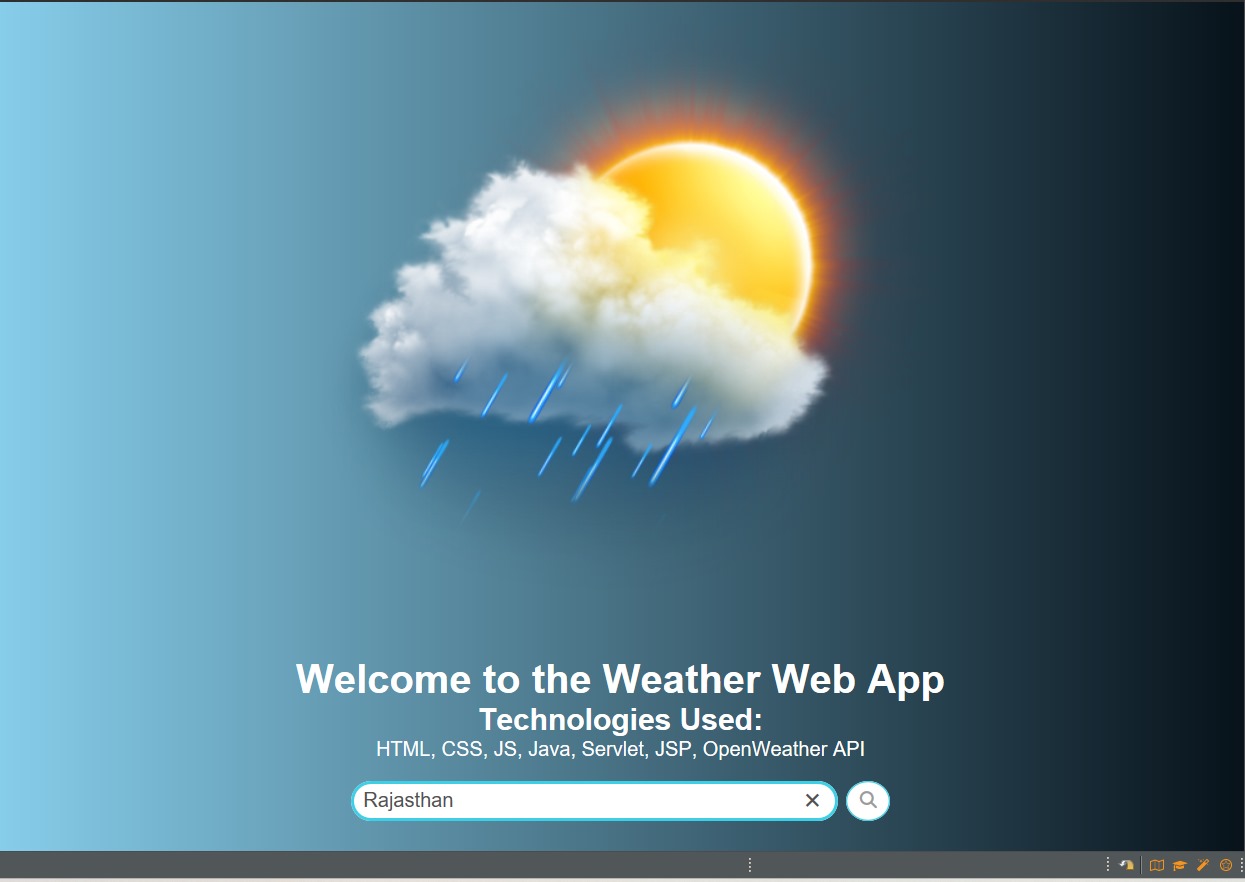 Welcome to the Weather Web App
Technologies Used:
HTML, CSS, JS, Java, Servlet, JSP, OpenWeather API
Rajasthan